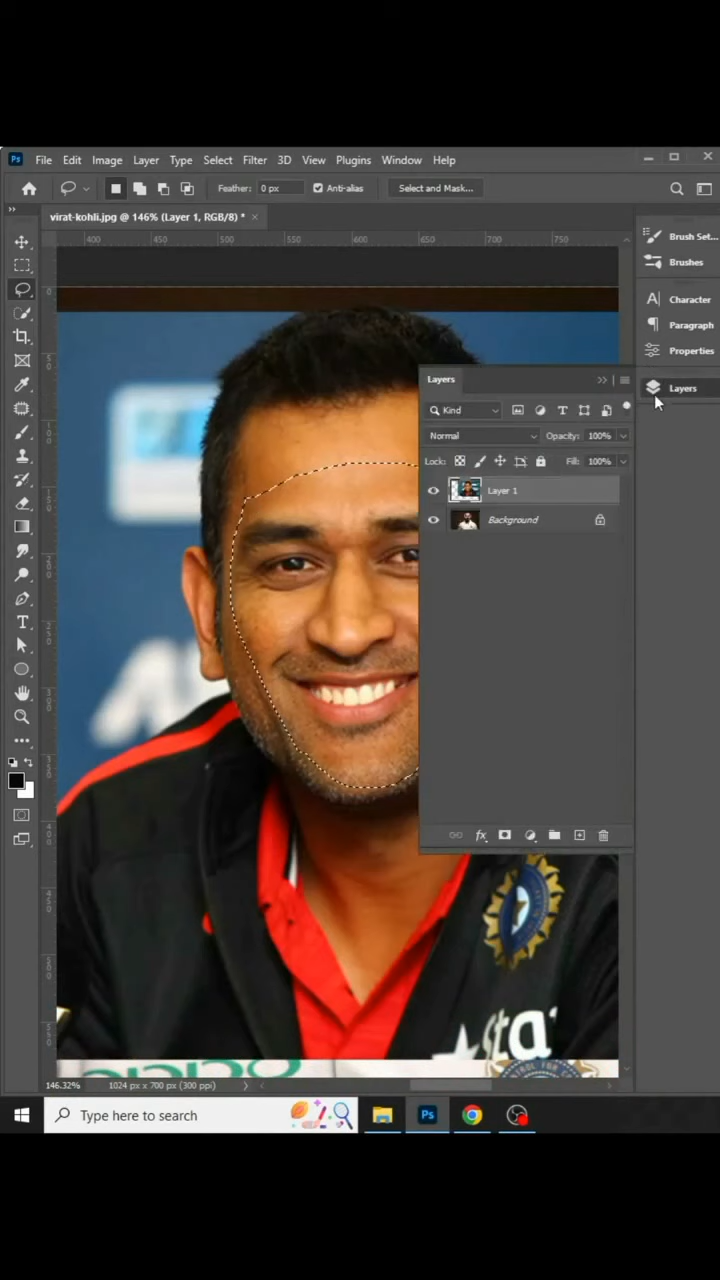 Ps File Edit Image Layer Type Select Filter 3D View Plugins Window Help
Feather: 0 px Anti-alias Select and Mask...
virat-kohli.jpg @ 146% (Layer 1, RGB/8) * ×
400 450 500 550 600 650 700 750
Brush Set...
Brushes
Character
Paragraph
Properties
Layers
Layers
Kind
Normal Opacity: 100%
Lock: Fill: 100%
Layer 1
Background
star
146.32% 1024 px x 700 px (300 ppi)
Type here to search
Ps